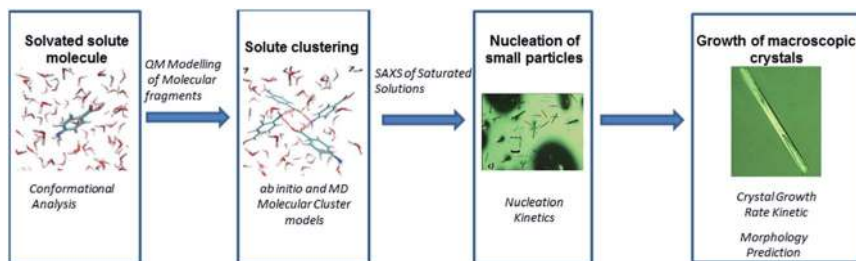 Solvated solute
molecule
Conformational
Analysis
QM Modelling
of Molecular
fragments
Solute clustering
ab initio and MD
Molecular Cluster
models
SAXS of Saturated
Solutions
Nucleation of
small particles
Nucleation
Kinetics
Growth of macroscopic
crystals
Crystal Growth
Rate Kinetic
Morphology
Prediction